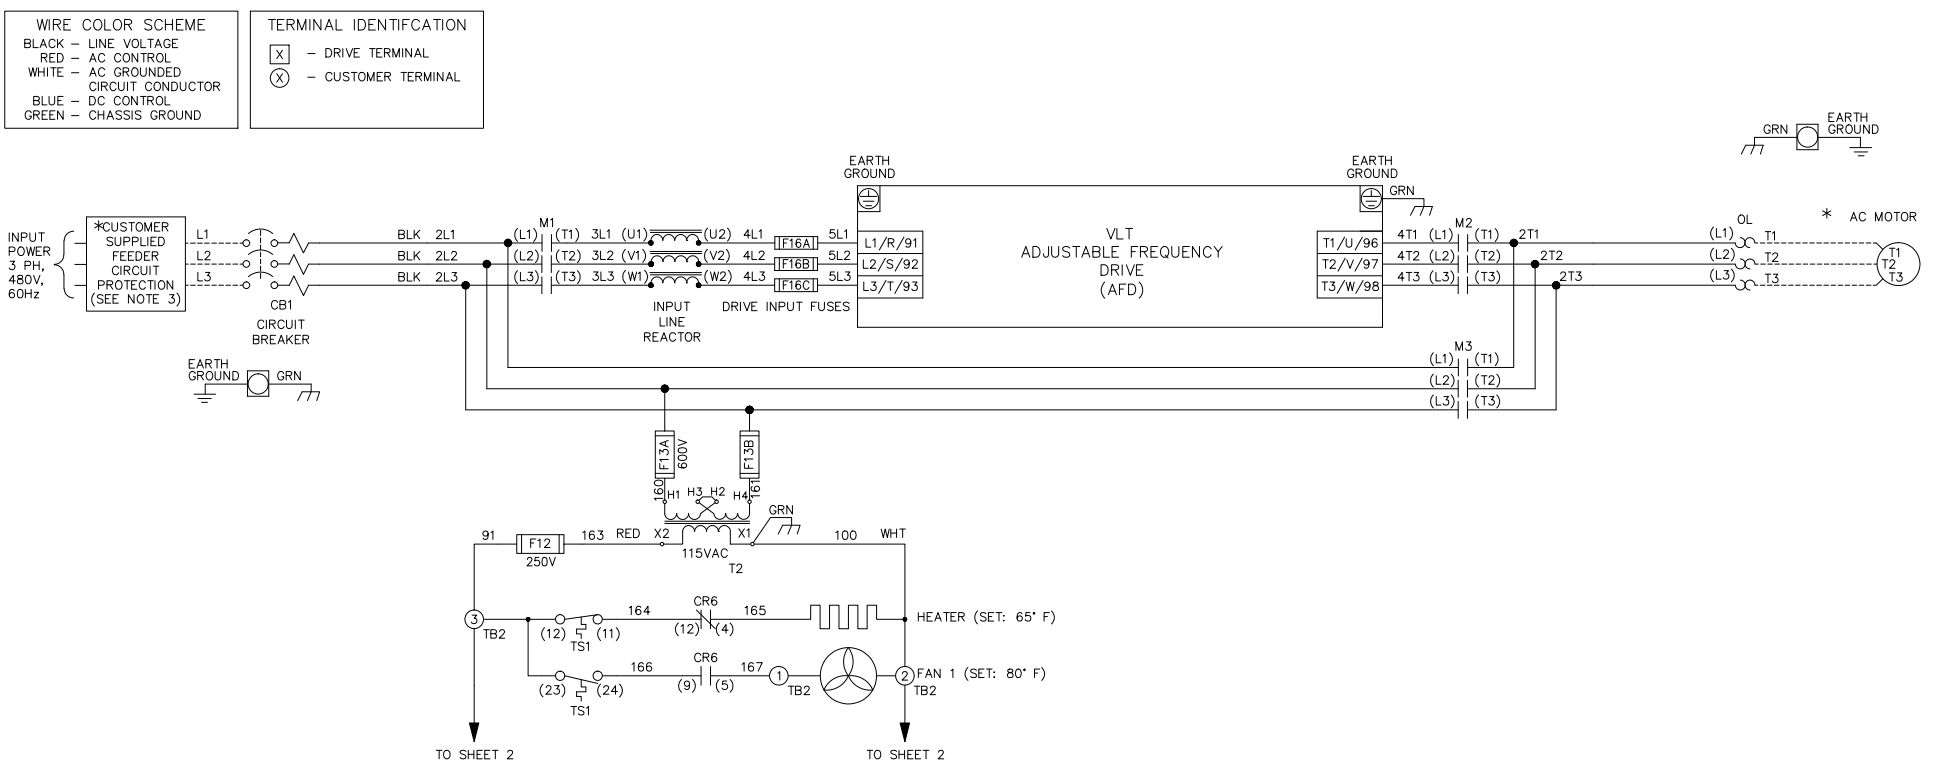 WIRE COLOR SCHEME
BLACK – LINE VOLTAGE
RED – AC CONTROL
WHITE – AC GROUNDED
CIRCUIT CONDUCTOR
BLUE – DC CONTROL
GREEN – CHASSIS GROUND
TERMINAL IDENTIFCATION
X – DRIVE TERMINAL
X – CUSTOMER TERMINAL
GRN
EARTH
GROUND
INPUT
POWER
3 PH,
480V,
60Hz
*CUSTOMER
SUPPLIED
FEEDER
CIRCUIT
PROTECTION
(SEE NOTE 3)
L1
L2
L3
CB1
CIRCUIT
BREAKER
BLK 2L1
BLK 2L2
BLK 2L3
M1
(L1) (T1) 3L1 (U1) (U2) 4L1 F16A 5L1
(L2) (T2) 3L2 (V1) (V2) 4L2 F16B 5L2
(L3) (T3) 3L3 (W1) (W2) 4L3 F16C 5L3
INPUT
LINE
REACTOR
DRIVE INPUT FUSES
EARTH
GROUND
L1/R/91
L2/S/92
L3/T/93
VLT
ADJUSTABLE FREQUENCY
DRIVE
(AFD)
EARTH
GROUND
GRN
T1/U/96
T2/V/97
T3/W/98
M2
4T1 (L1) (T1) 2T1
4T2 (L2) (T2) 2T2
4T3 (L3) (T3) 2T3
OL
(L1) T1
(L2) T2
(L3) T3
* AC MOTOR
T1
T2
T3
EARTH
GROUND
GRN
M3
(L1) (T1)
(L2) (T2)
(L3) (T3)
F13A
600V
F13B
160
161
H1 H3 H2 H4
GRN
91 F12 163 RED X2 X1 100 WHT
250V
115VAC
T2
3
TB2
(12) (11)
TS1
164
CR6
(12) (4)
165
HEATER (SET: 65° F)
(23) (24)
TS1
166
CR6
(9) (5)
167
1
TB2
2
TB2
FAN 1 (SET: 80° F)
TO SHEET 2
TO SHEET 2